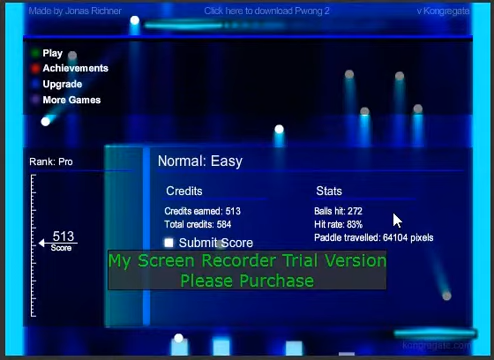 Made by Jonas Richner
Click here to download Pwong 2
v Kongregate
Play
Achievements
Upgrade
More Games
Rank: Pro
Normal: Easy
Credits
Stats
Credits earned: 513
Total credits: 584
Balls hit: 272
Hit rate: 83%
Paddle travelled: 64104 pixels
513
Score
Submit Score
My Screen Recorder Trial Version
Please Purchase
kongregate.com